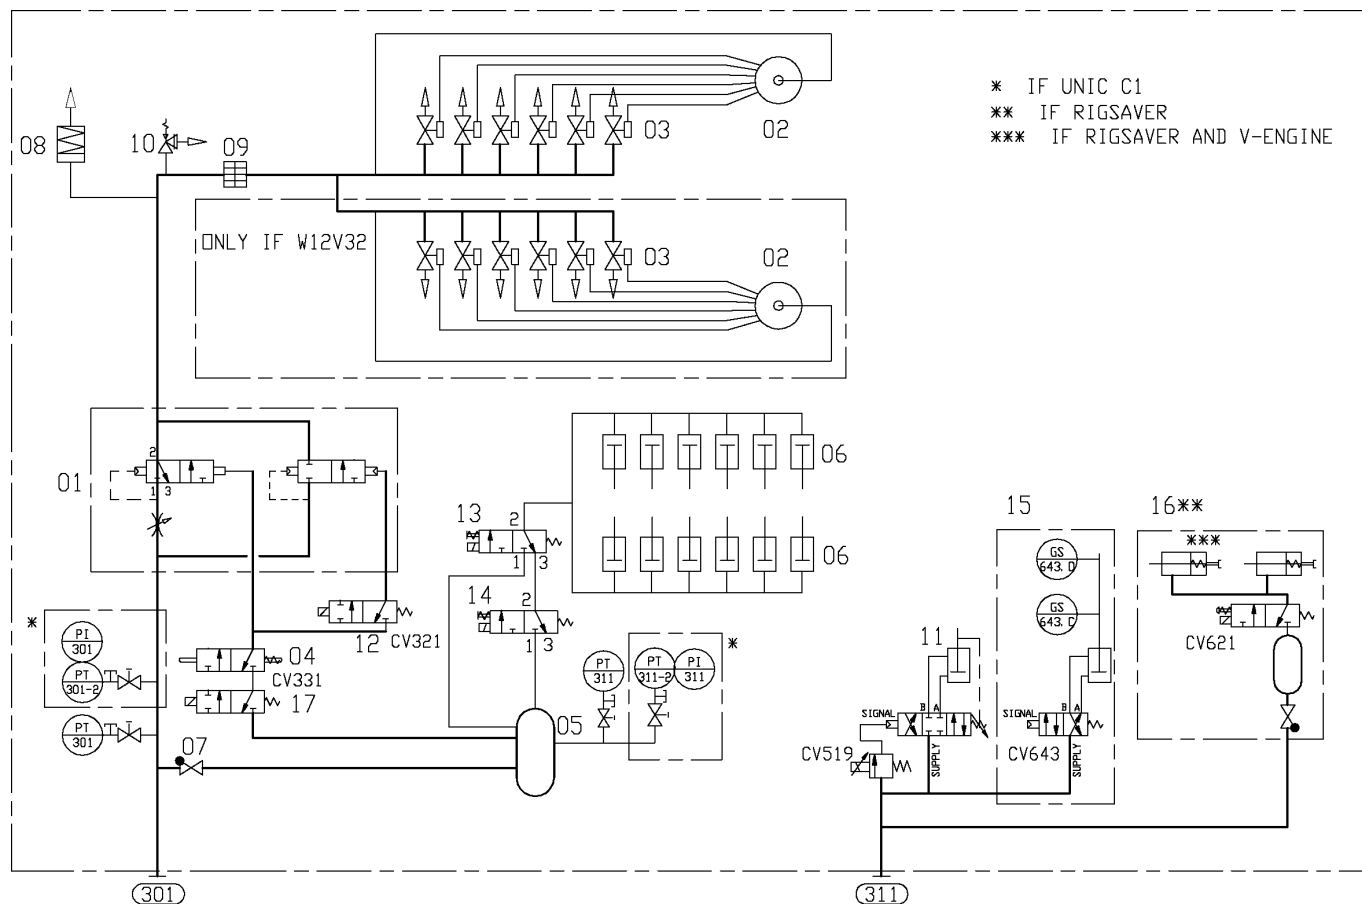 * IF UNIC C1
** IF RIGSAVER
*** IF RIGSAVER AND V-ENGINE
08
10
09
03
02
ONLY IF W12V32
03
02
01
2
1 3
13
2
1 3
14
2
1 3
06
06
15
GS
643.D
GS
643.C
16**
***
CV621
12 CV321
*
PI
301
PT
301-2
PT
301
04
CV331
17
07
05
PT
311
PT
311-2
PI
311
*
11
SIGNAL
B A
CV519
SUPPLY
SIGNAL
B A
CV643
SUPPLY
301
311